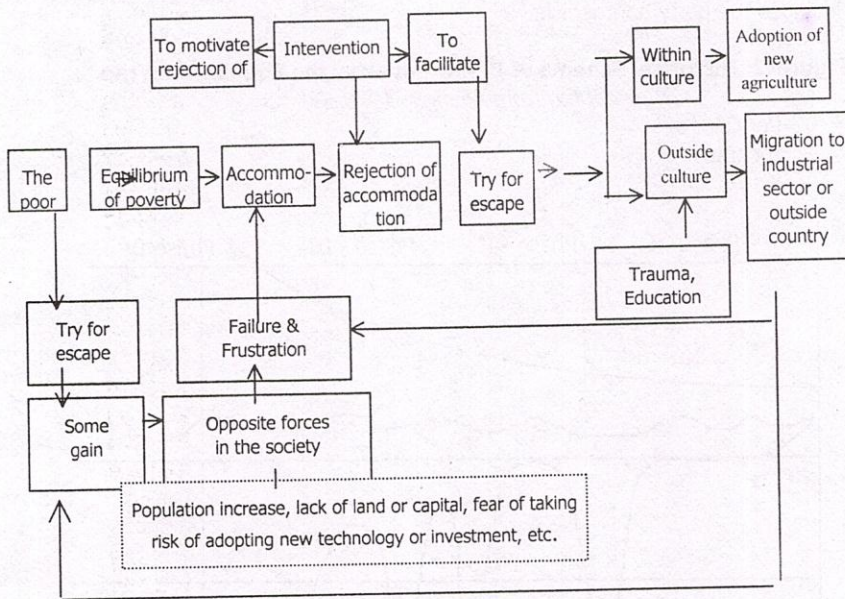 To motivate
rejection of
Intervention
To
facilitate
Within
culture
Adoption of
new
agriculture
The
poor
Equilibrium
of poverty
Accommo-
dation
Rejection of
accommoda
tion
Try for
escape
Outside
culture
Migration to
industrial
sector or
outside
country
Trauma,
Education
Try for
escape
Failure &
Frustration
Some
gain
Opposite forces
in the society
Population increase, lack of land or capital, fear of taking
risk of adopting new technology or investment, etc.